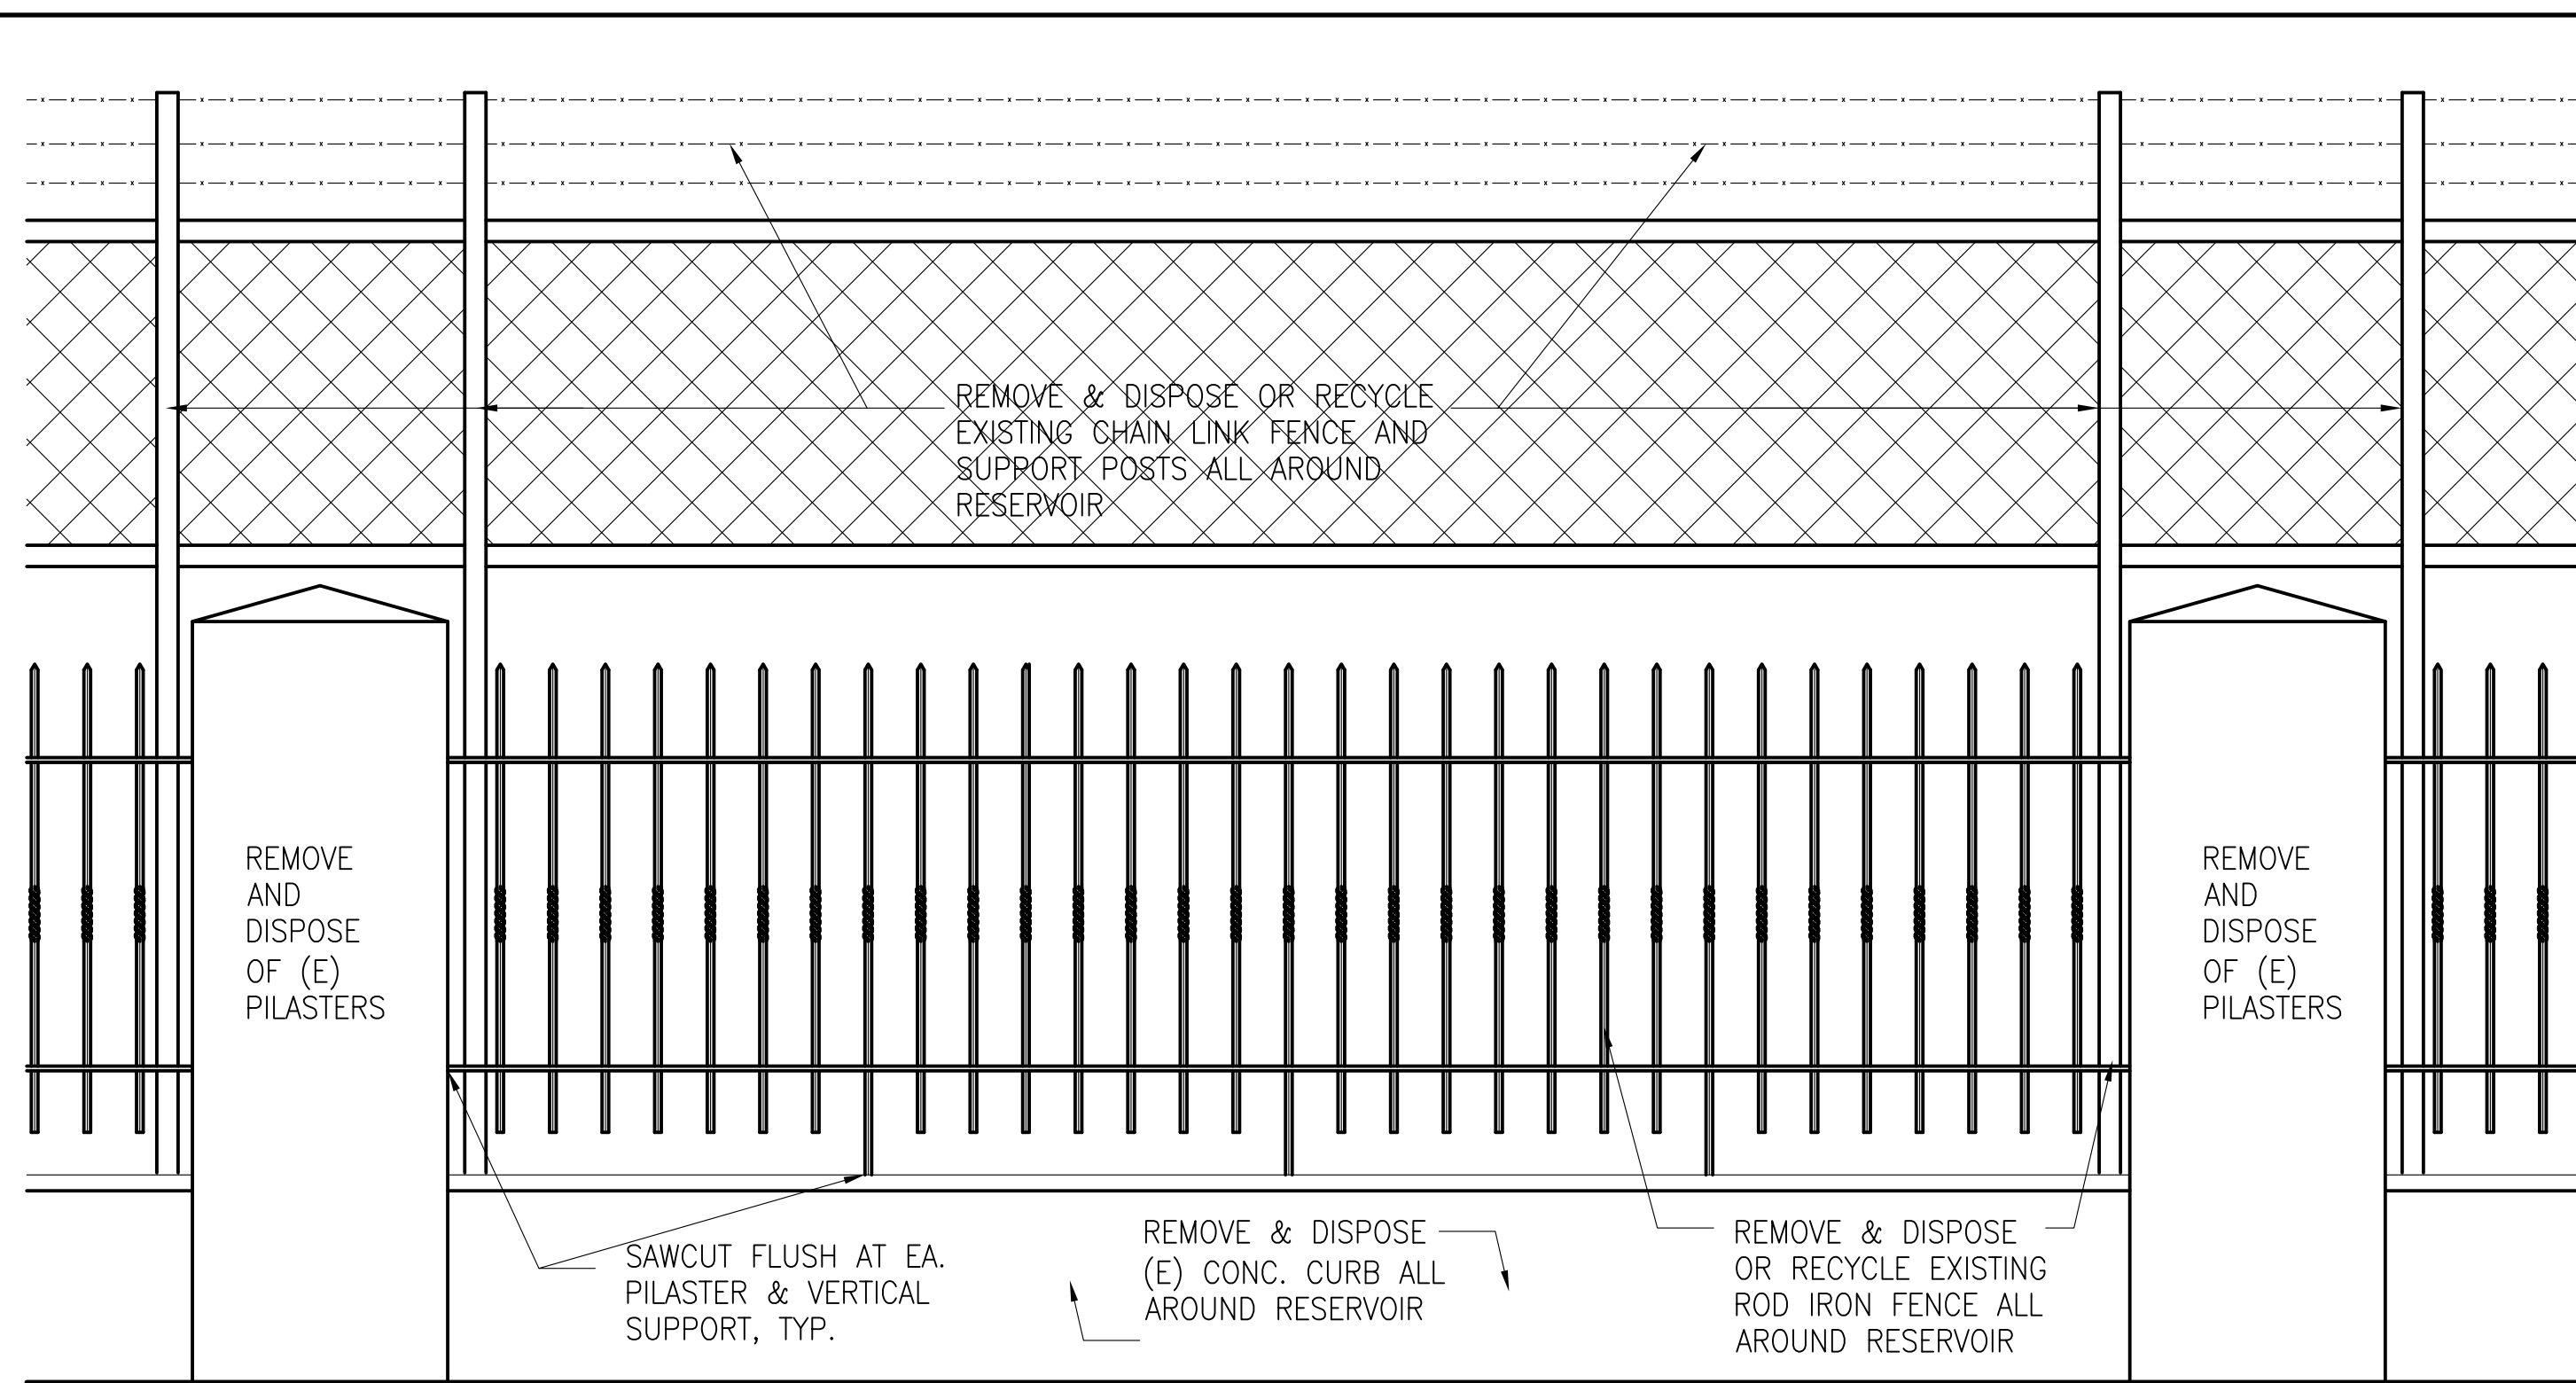 REMOVE & DISPOSE OR RECYCLE
EXISTING CHAIN LINK FENCE AND
SUPPORT POSTS ALL AROUND
RESERVOIR
REMOVE
AND
DISPOSE
OF (E)
PILASTERS
REMOVE
AND
DISPOSE
OF (E)
PILASTERS
SAWCUT FLUSH AT EA.
PILASTER & VERTICAL
SUPPORT, TYP.
REMOVE & DISPOSE
(E) CONC. CURB ALL
AROUND RESERVOIR
REMOVE & DISPOSE
OR RECYCLE EXISTING
ROD IRON FENCE ALL
AROUND RESERVOIR